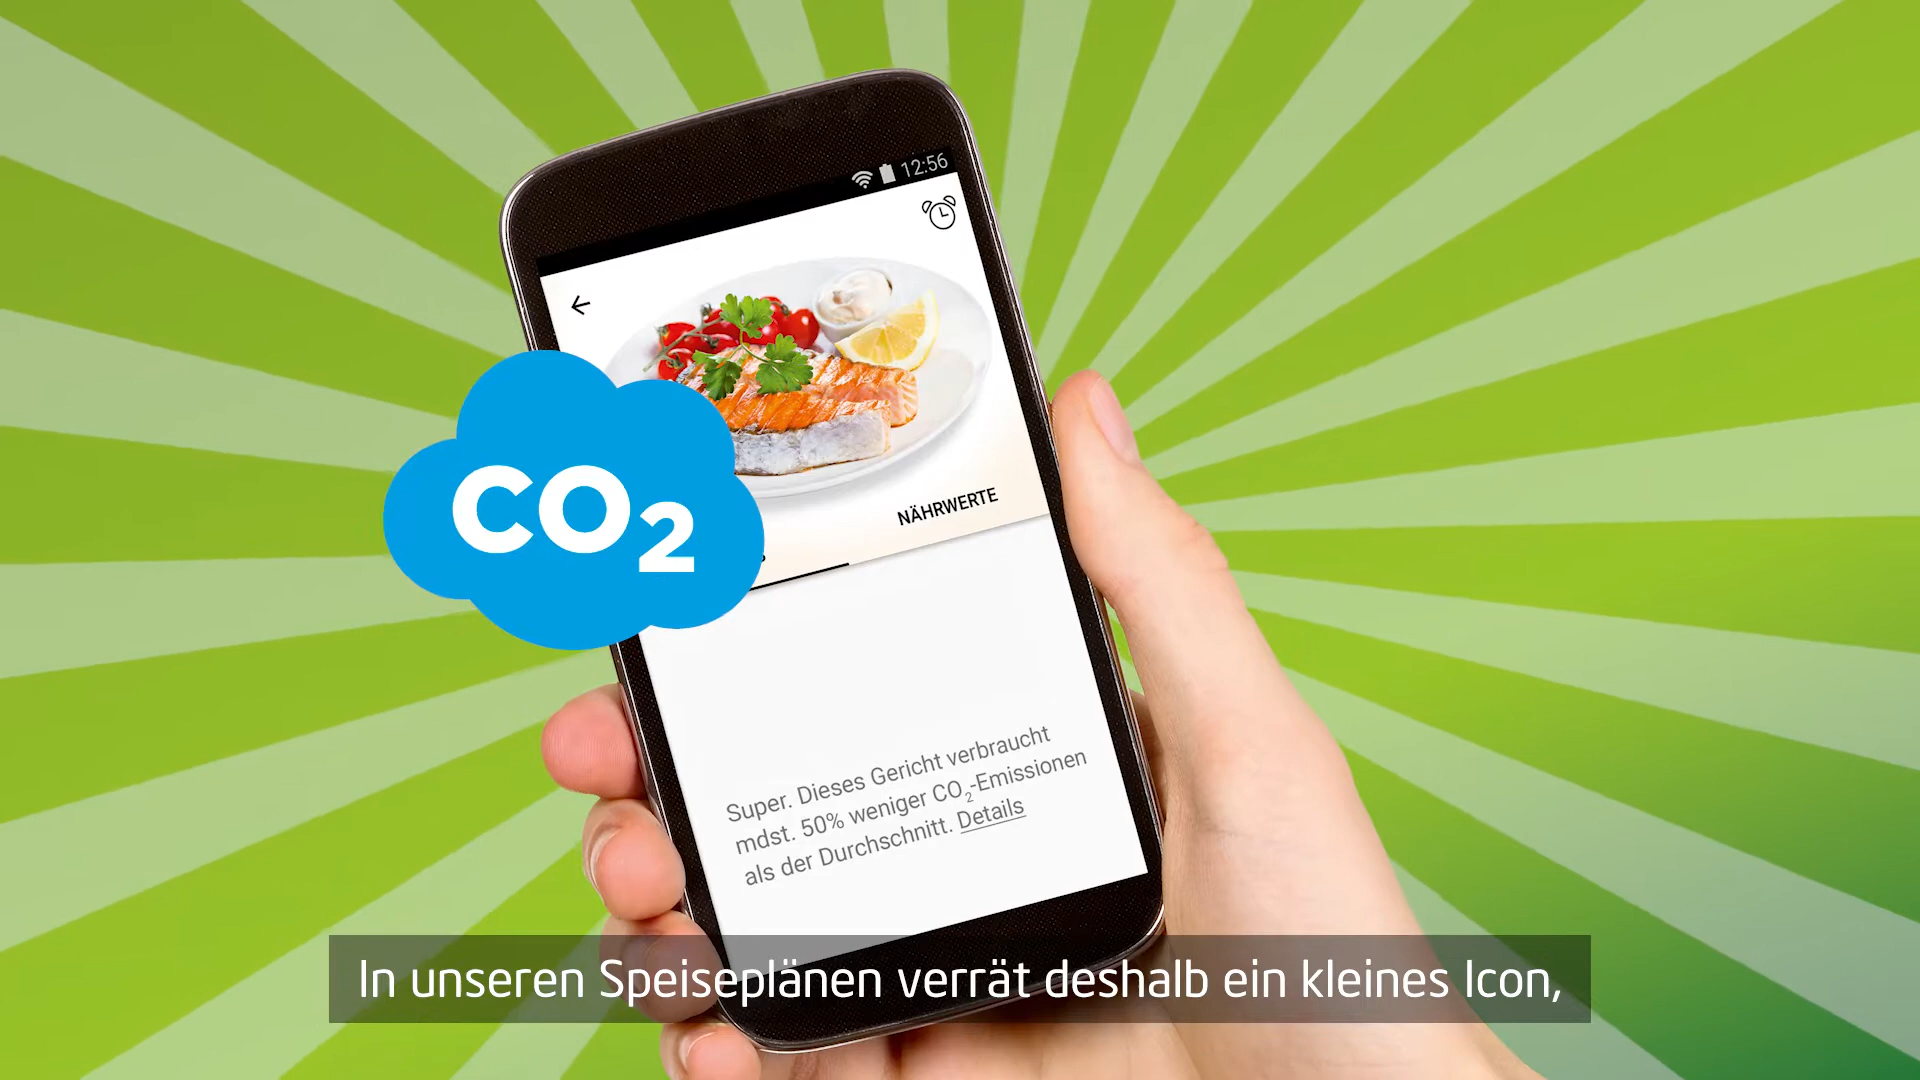 12:56
CO₂
NÄHRWERTE
Super. Dieses Gericht verbraucht
mdst. 50% weniger CO₂-Emissionen
als der Durchschnitt. Details
In unseren Speiseplänen verrät deshalb ein kleines Icon,